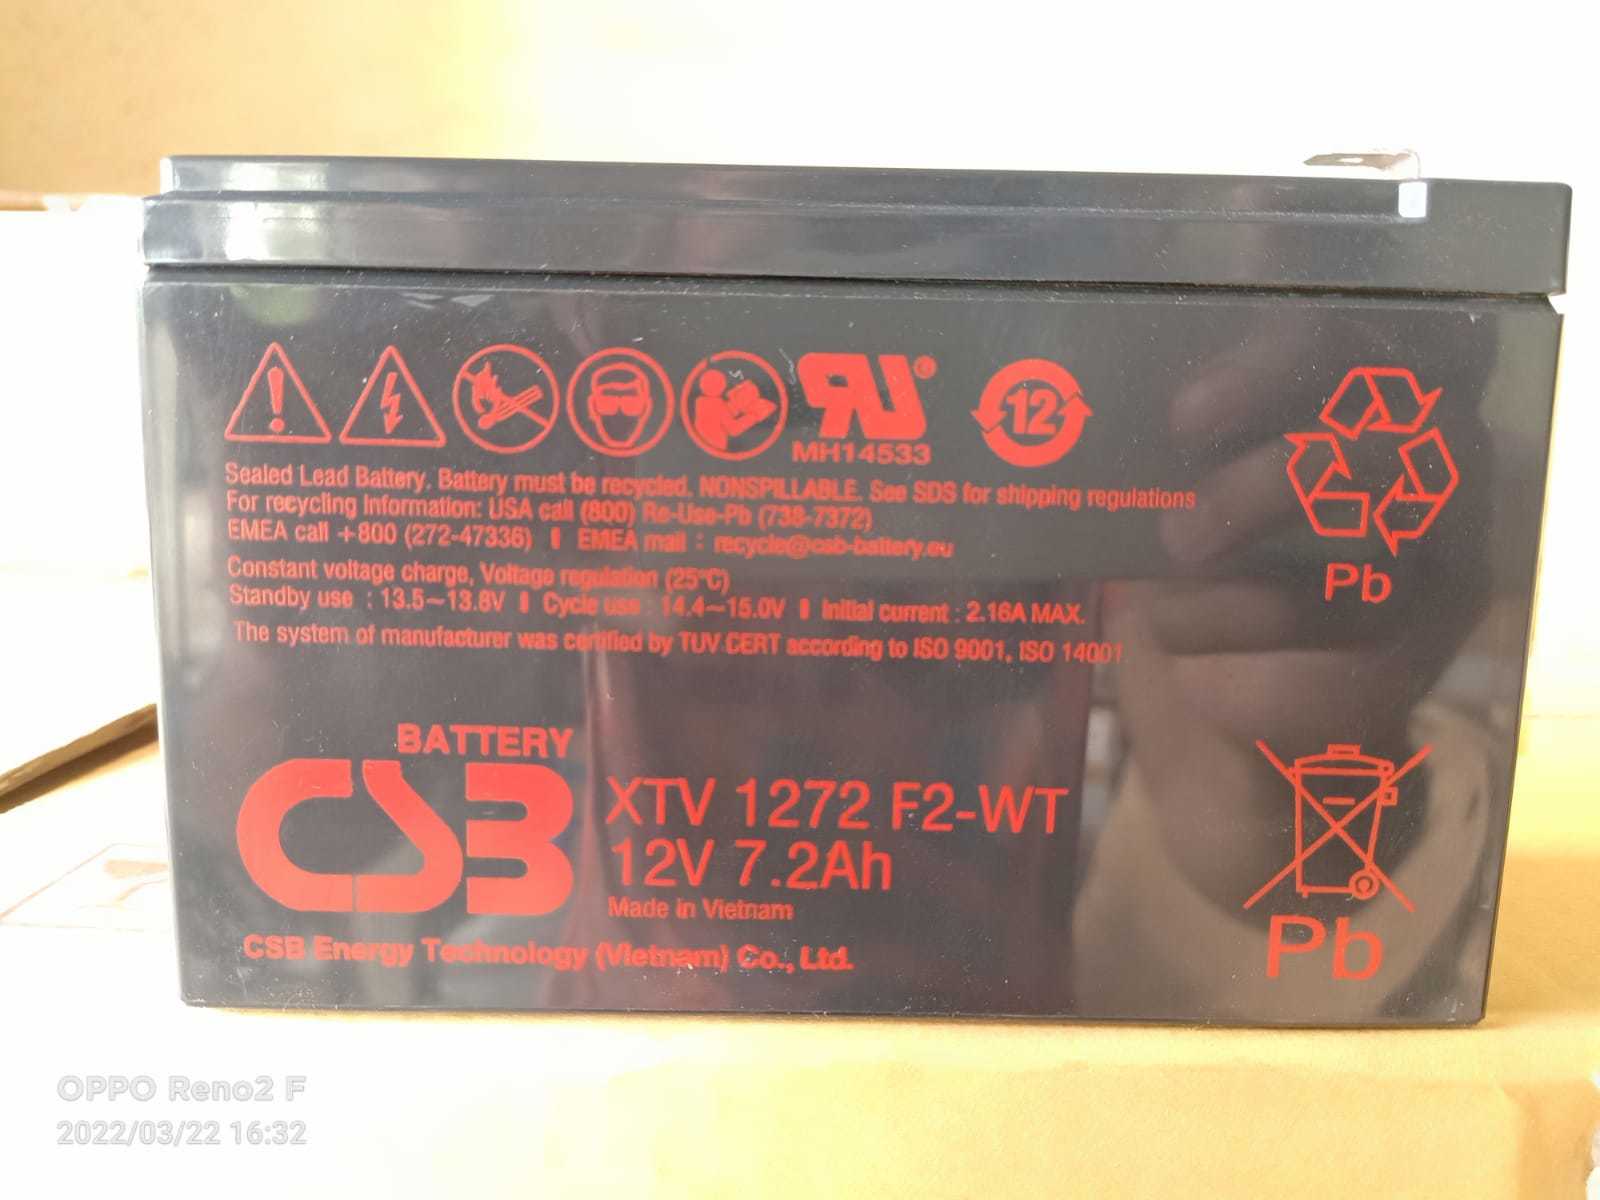 UR®
MH14533
12
Sealed Lead Battery. Battery must be recycled. NONSPILLABLE. See SDS for shipping regulations
For recycling Information: USA call (800) Re-Use-Pb (738-7372)
EMEA call +800 (272-47336) | EMEA mail : recycle@csb-battery.eu
Constant voltage charge, Voltage regulation (25°C)
Standby use : 13.5~13.8V | Cycle use : 14.4~15.0V | Initial current : 2.16A MAX.
The system of manufacturer was certified by TUV CERT according to ISO 9001, ISO 14001
Pb
BATTERY
CSB
XTV 1272 F2-WT
12V 7.2Ah
Made in Vietnam
CSB Energy Technology (Vietnam) Co., Ltd.
Pb
OPPO Reno2 F
2022/03/22 16:32